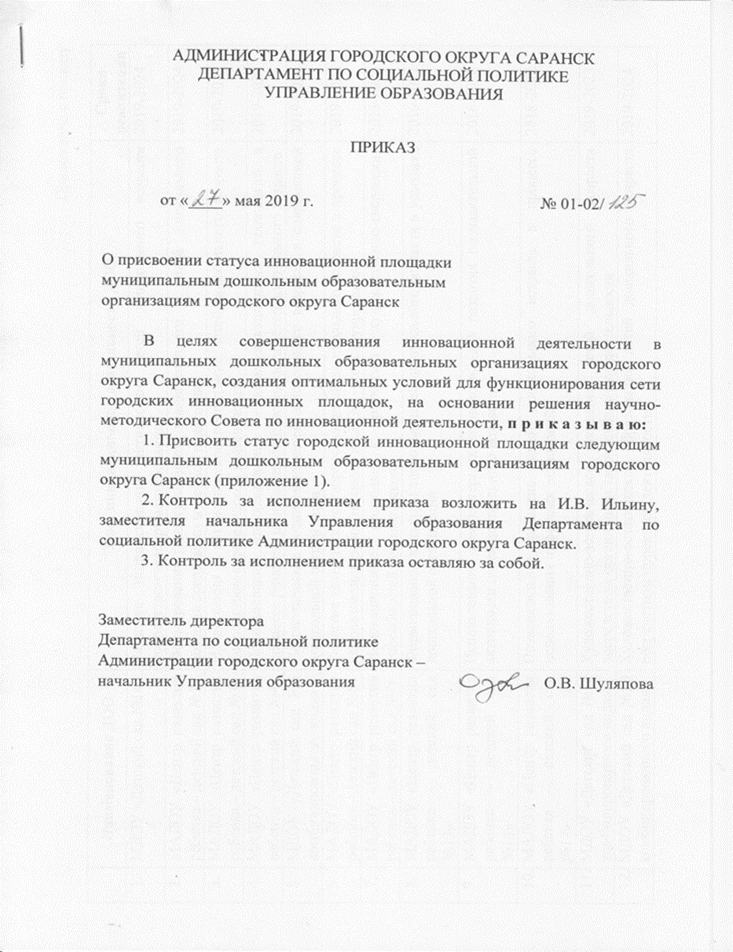 АДМИНИСТРАЦИЯ ГОРОДСКОГО ОКРУГА САРАНСК
ДЕПАРТАМЕНТ ПО СОЦИАЛЬНОЙ ПОЛИТИКЕ
УПРАВЛЕНИЕ ОБРАЗОВАНИЯ
ПРИКАЗ
от «27» мая 2019 г. № 01-02/125
О присвоении статуса инновационной площадки
муниципальным дошкольным образовательным
организациям городского округа Саранск
В целях совершенствования инновационной деятельности в
муниципальных дошкольных образовательных организациях городского
округа Саранск, создания оптимальных условий для функционирования сети
городских инновационных площадок, на основании решения научно-
методического Совета по инновационной деятельности, п р и к а з ы в а ю:
1. Присвоить статус городской инновационной площадки следующим
муниципальным дошкольным образовательным организациям городского
округа Саранск (приложение 1).
2. Контроль за исполнением приказа возложить на И.В. Ильину,
заместителя начальника Управления образования Департамента по
социальной политике Администрации городского округа Саранск.
3. Контроль за исполнением приказа оставляю за собой.
Заместитель директора
Департамента по социальной политике
Администрации городского округа Саранск –
начальник Управления образования О.В. Шуляпова